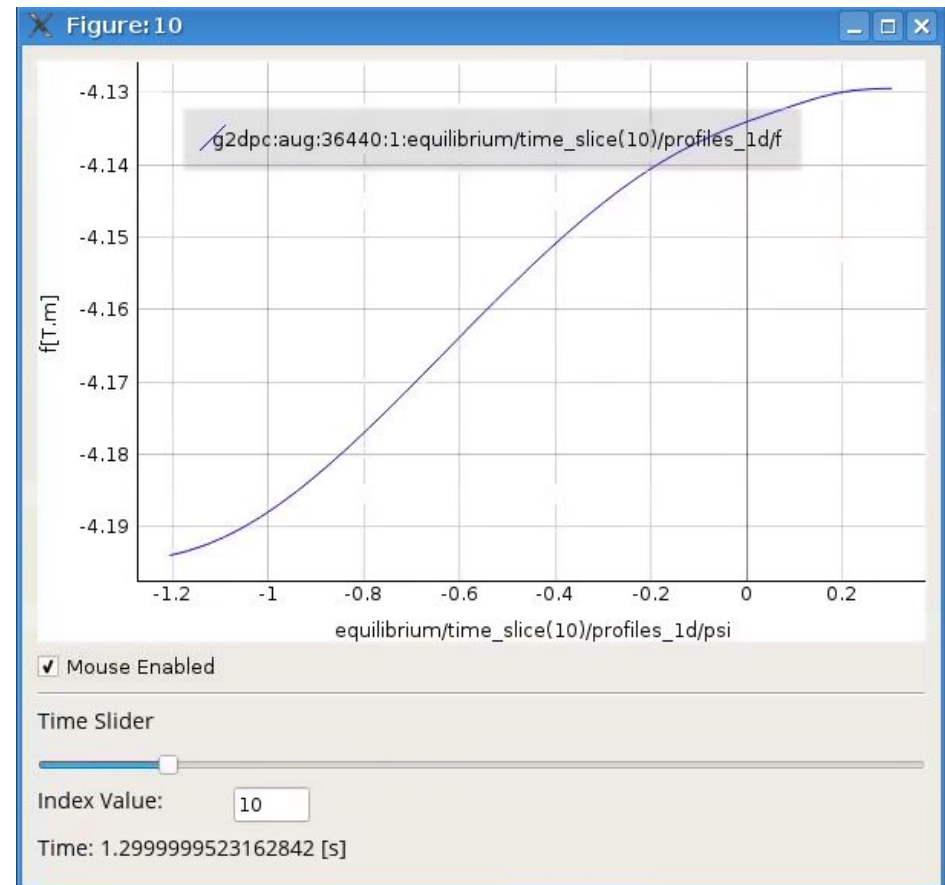 Figure:10
-4.13
g2dpc:aug:36440:1:equilibrium/time_slice(10)/profiles_1d/f
-4.14
-4.15
-4.16
f[T.m]
-4.17
-4.18
-4.19
-1.2 -1 -0.8 -0.6 -0.4 -0.2 0 0.2
equilibrium/time_slice(10)/profiles_1d/psi
Mouse Enabled
Time Slider
Index Value: 10
Time: 1.2999999523162842 [s]